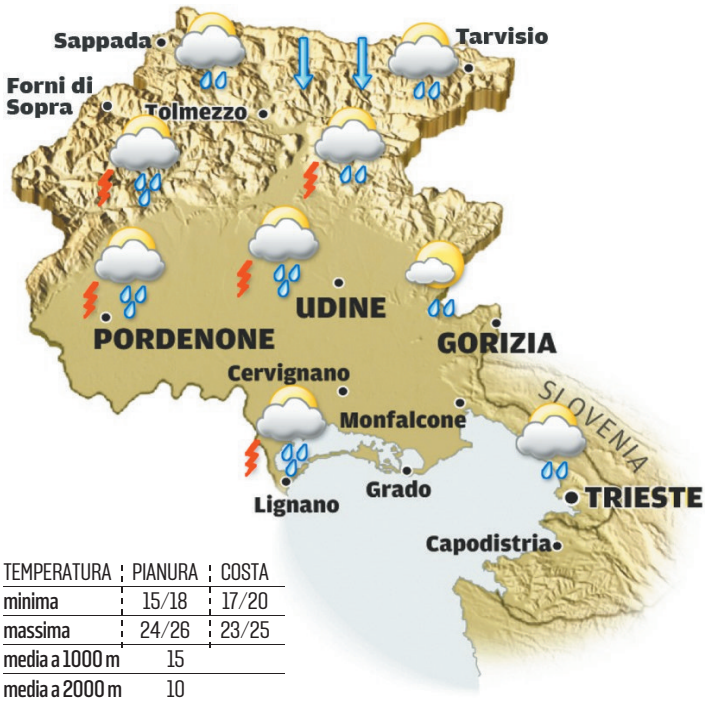 Sappada
Tarvisio
Forni di
Sopra
Tolmezzo
UDINE
PORDENONE
GORIZIA
Cervignano
SLOVENIA
Monfalcone
Grado
Lignano
TRIESTE
Capodistria
TEMPERATURA PIANURA COSTA
minima 15/18 17/20
massima 24/26 23/25
media a 1000 m 15
media a 2000 m 10